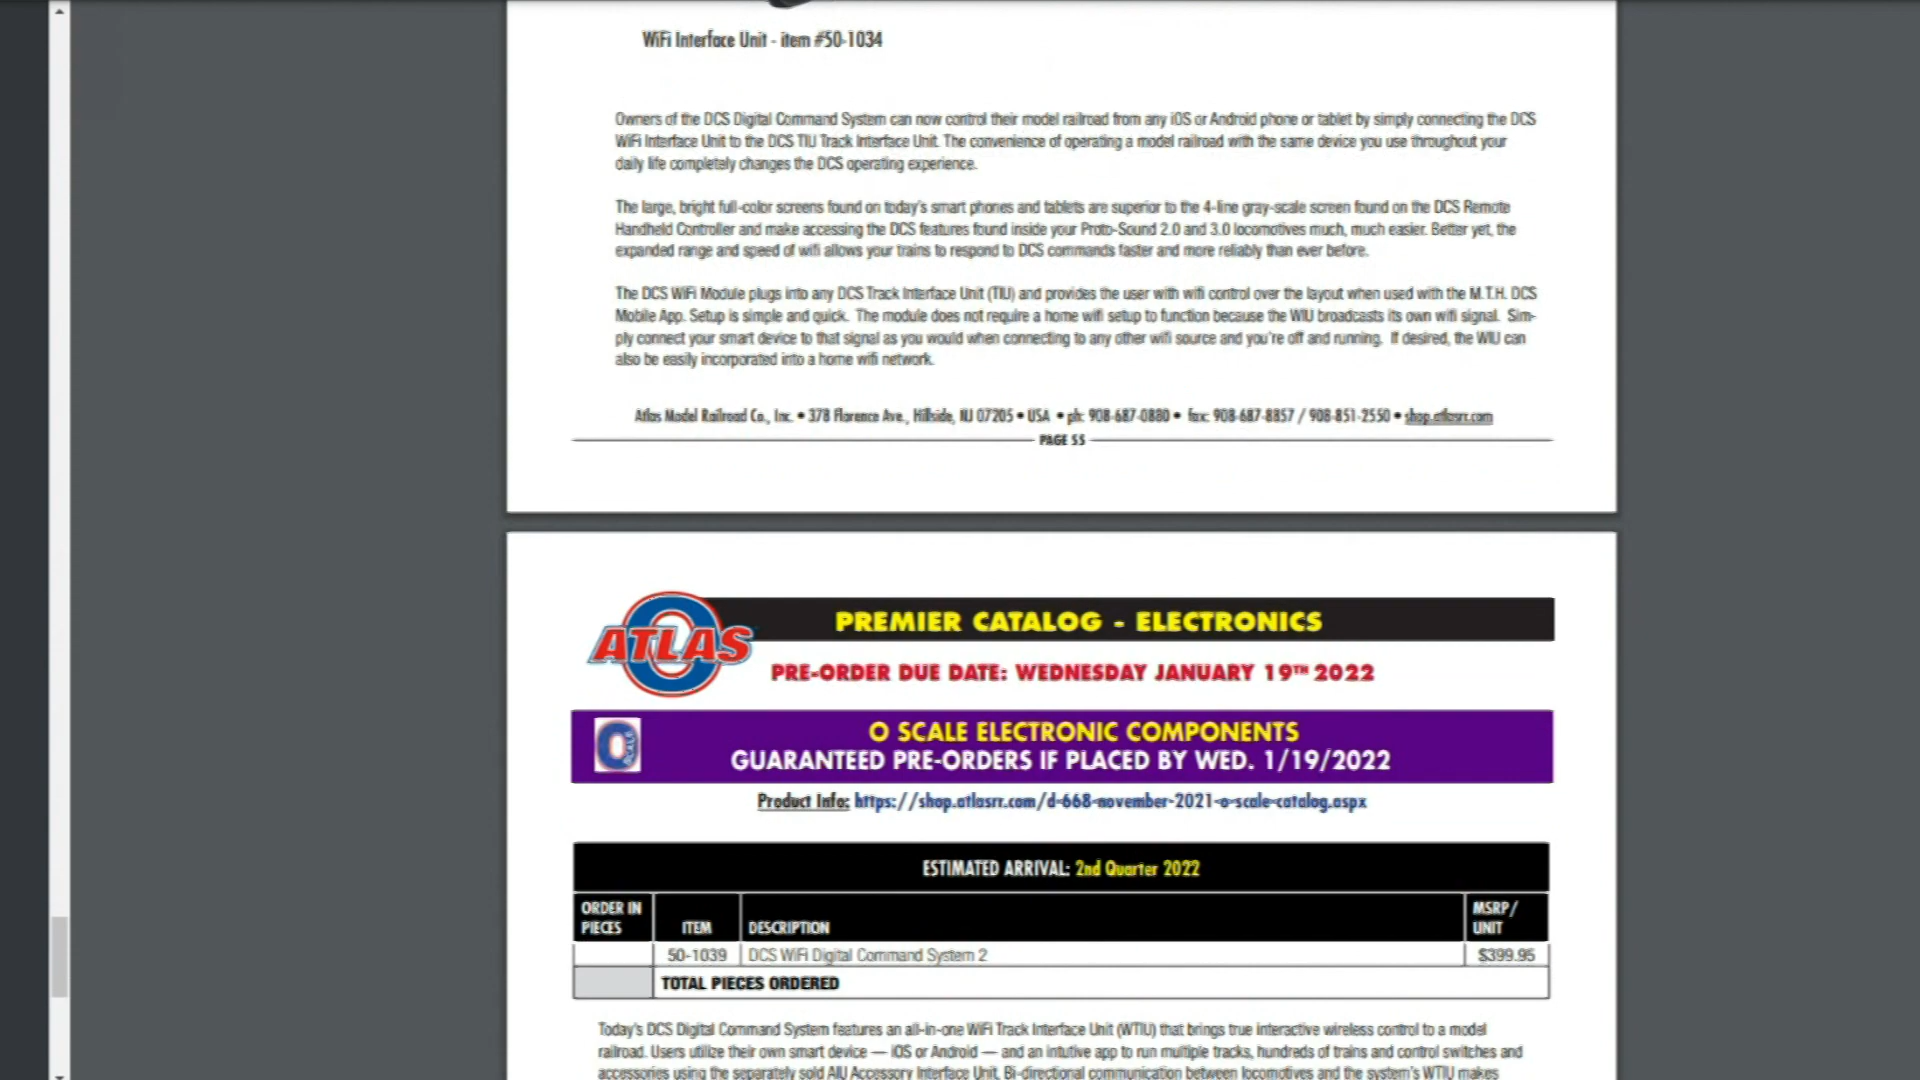 WiFi Interface Unit - item #50-1034
Owners of the DCS Digital Command System can now control their model railroad from any iOS or Android phone or tablet by simply connecting the DCS
WiFi Interface Unit to the DCS TIU Track Interface Unit. The convenience of operating a model railroad with the same device you use throughout your
daily life completely changes the DCS operating experience.
The large, bright full-color screens found on today's smart phones and tablets are superior to the 4-line gray-scale screen found on the DCS Remote
Handheld Controller and make accessing the DCS features found inside your Proto-Sound 2.0 and 3.0 locomotives much, much easier. Better yet, the
expanded range and speed of wifi allows your trains to respond to DCS commands faster and more reliably than ever before.
The DCS WiFi Module plugs into any DCS Track Interface Unit (TIU) and provides the user with wifi control over the layout when used with the M.T.H. DCS
Mobile App. Setup is simple and quick. The module does not require a home wifi setup to function because the WIU broadcasts its own wifi signal. Sim-
ply connect your smart device to that signal as you would when connecting to any other wifi source and you're off and running. If desired, the WIU can
also be easily incorporated into a home wifi network.
Atlas Model Railroad Co., Inc. • 378 Florence Ave., Hillside, NJ 07205 • USA • ph: 908-687-0880 • fax: 908-687-8857 / 908-851-2550 • shop.atlasrr.com
PAGE 55
ATLAS
PREMIER CATALOG - ELECTRONICS
PRE-ORDER DUE DATE: WEDNESDAY JANUARY 19TH 2022
O SCALE
O SCALE ELECTRONIC COMPONENTS
GUARANTEED PRE-ORDERS IF PLACED BY WED. 1/19/2022
Product Info: https://shop.atlasrr.com/d-668-november-2021-o-scale-catalog.aspx
ESTIMATED ARRIVAL: 2nd Quarter 2022
ORDER IN PIECES ITEM DESCRIPTION MSRP/ UNIT
50-1039 DCS WiFi Digital Command System 2 $399.95
TOTAL PIECES ORDERED
Today's DCS Digital Command System features an all-in-one WiFi Track Interface Unit (WTIU) that brings true interactive wireless control to a model
railroad. Users utilize their own smart device — iOS or Android — and an intutive app to run multiple tracks, hundreds of trains and control switches and
accessories using the separately sold AIU Accessory Interface Unit. Bi-directional communication between locomotives and the system's WTIU makes